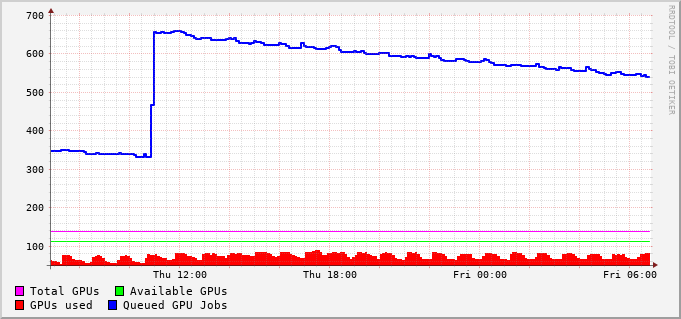 700
600
500
400
300
200
100
Thu 12:00 Thu 18:00 Fri 00:00 Fri 06:00
Total GPUs Available GPUs
GPUs used Queued GPU Jobs
RRDTOOL / TOBI OETIKER